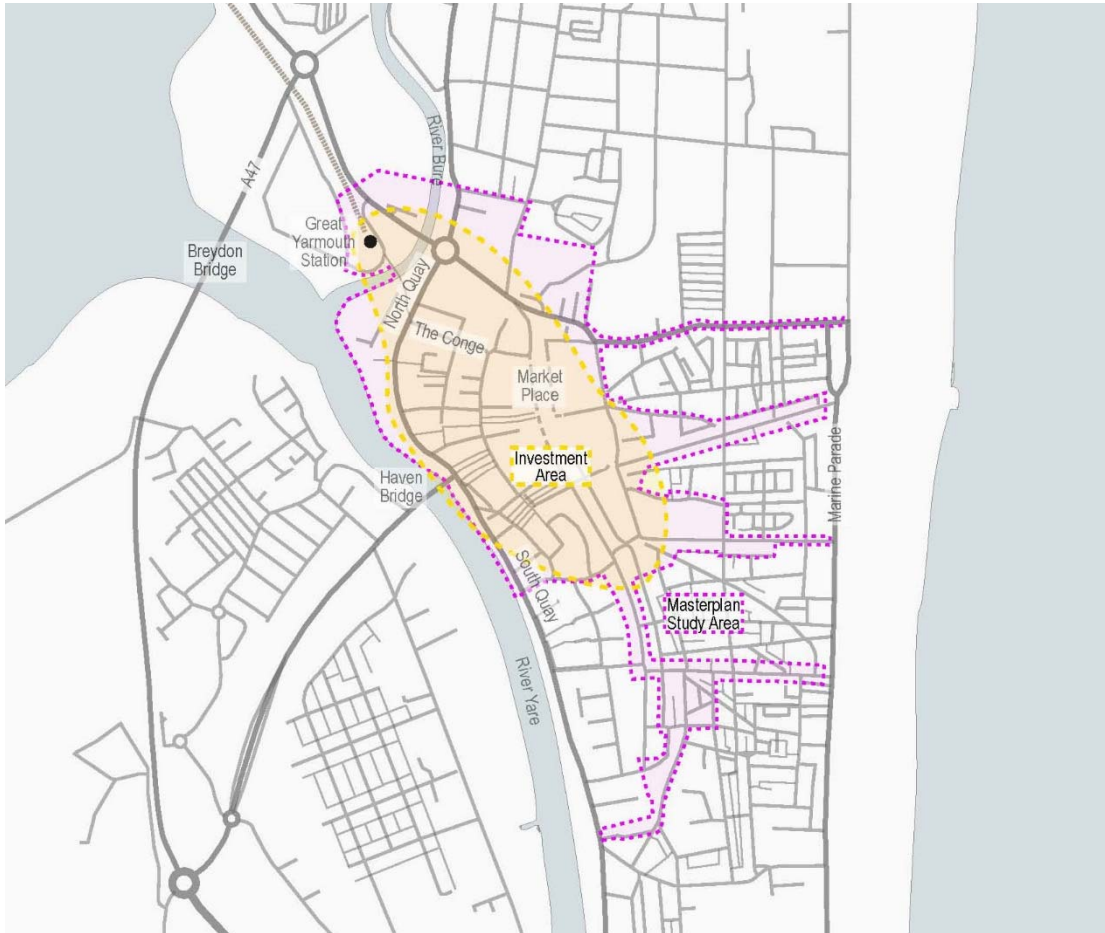 River Bure
A47
Great
Yarmouth
Station
Breydon
Bridge
North Quay
The Conge
Market
Place
Investment
Area
Haven
Bridge
Marine Parade
South Quay
Masterplan
Study Area
River Yare